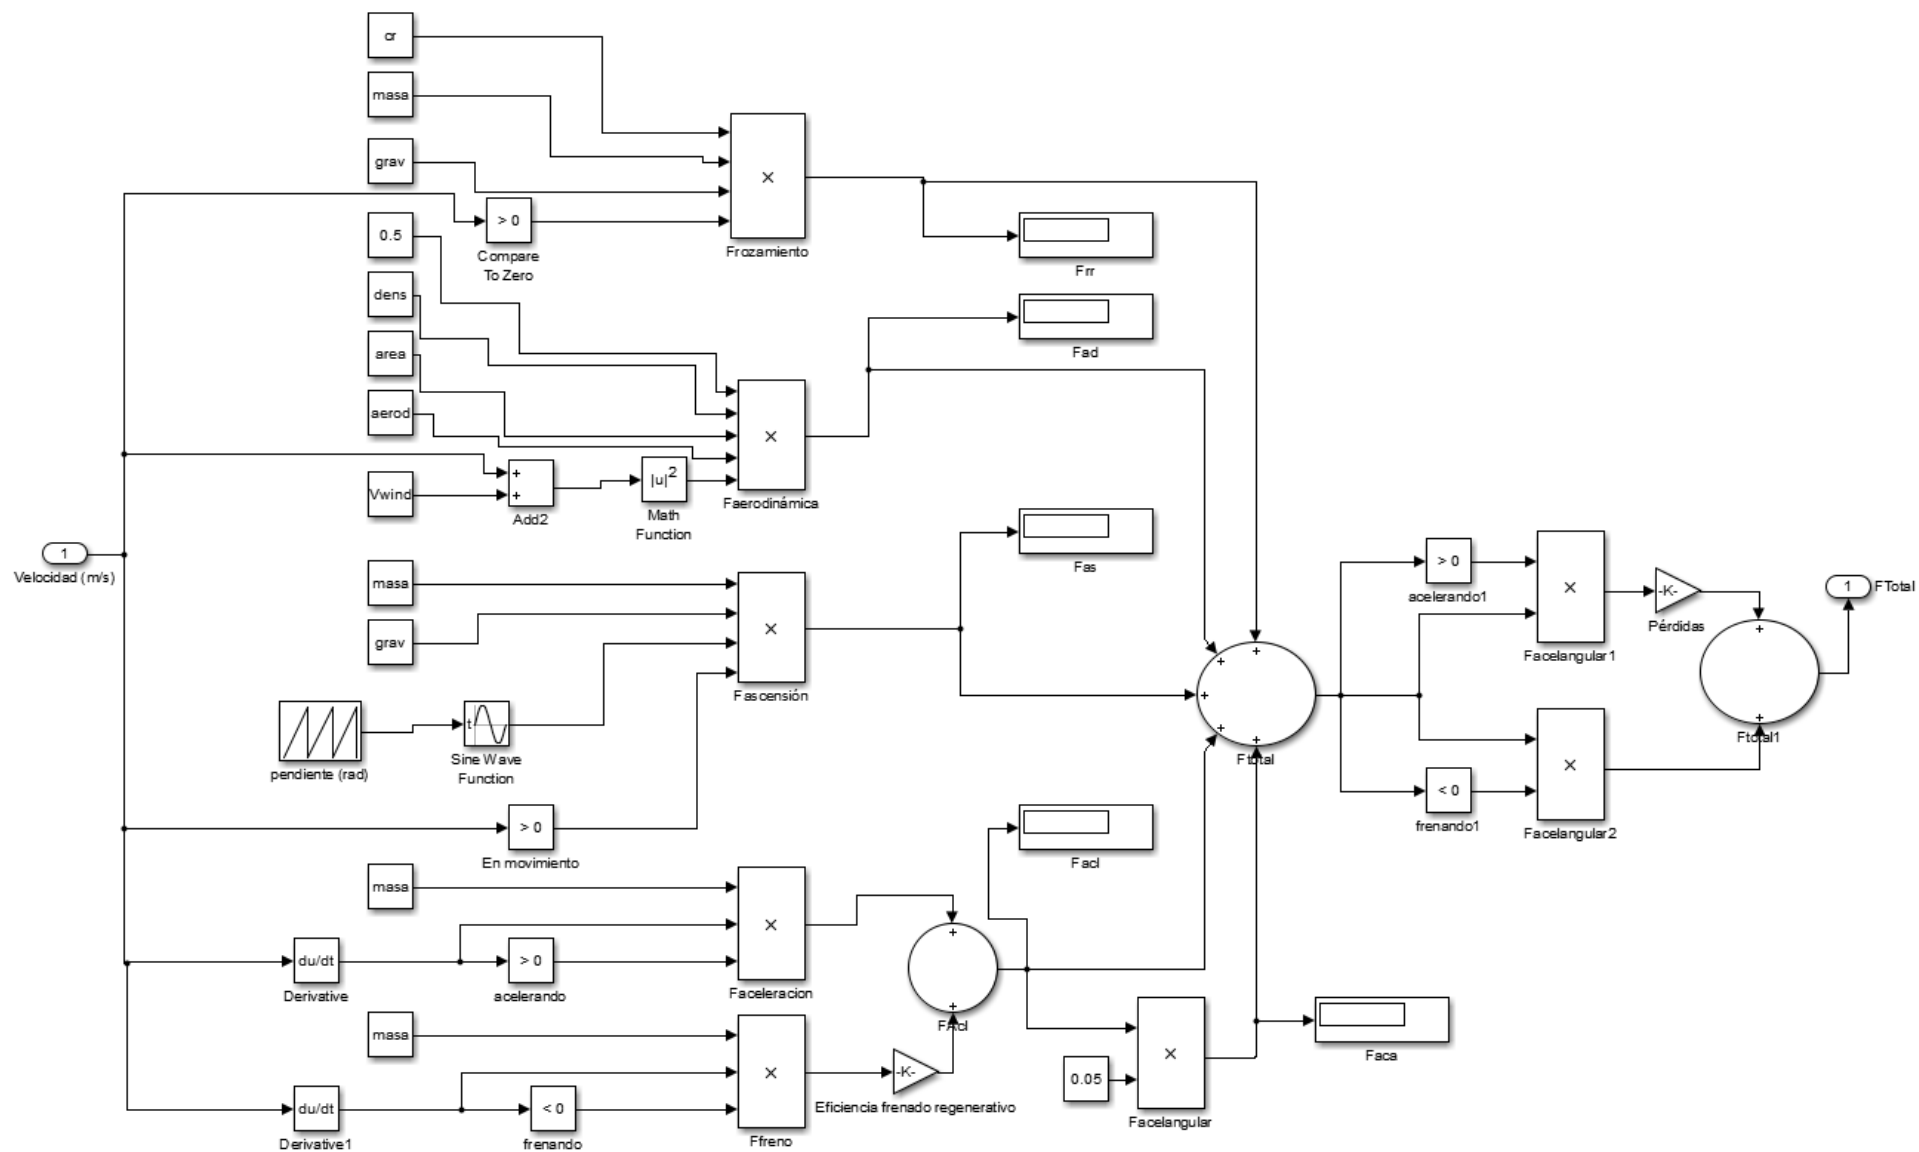 cr
masa
grav
×
> 0
Frozamiento
Compare
To Zero
0.5
Frr
dens
area
Fad
aerod
×
+
+
|u|2
Vwind
Add2
Math
Function
Faerodinámica
Fas
1
Velocidad (m/s)
masa
grav
×
Fascensión
> 0
acelerando1
×
-K-
Pérdidas
1
FTotal
Facelangular1
+
+
Ftotal1
+
+
+
+
+
Ftotal
t
Sine Wave
Function
pendiente (rad)
×
< 0
frenando1
Facelangular2
> 0
En movimiento
Facl
masa
×
du/dt
Derivative
> 0
acelerando
Faceleracion
+
+
FAcl
masa
×
-K-
Eficiencia frenado regenerativo
du/dt
Derivative1
< 0
frenando
Ffreno
×
0.05
Facelangular
Faca